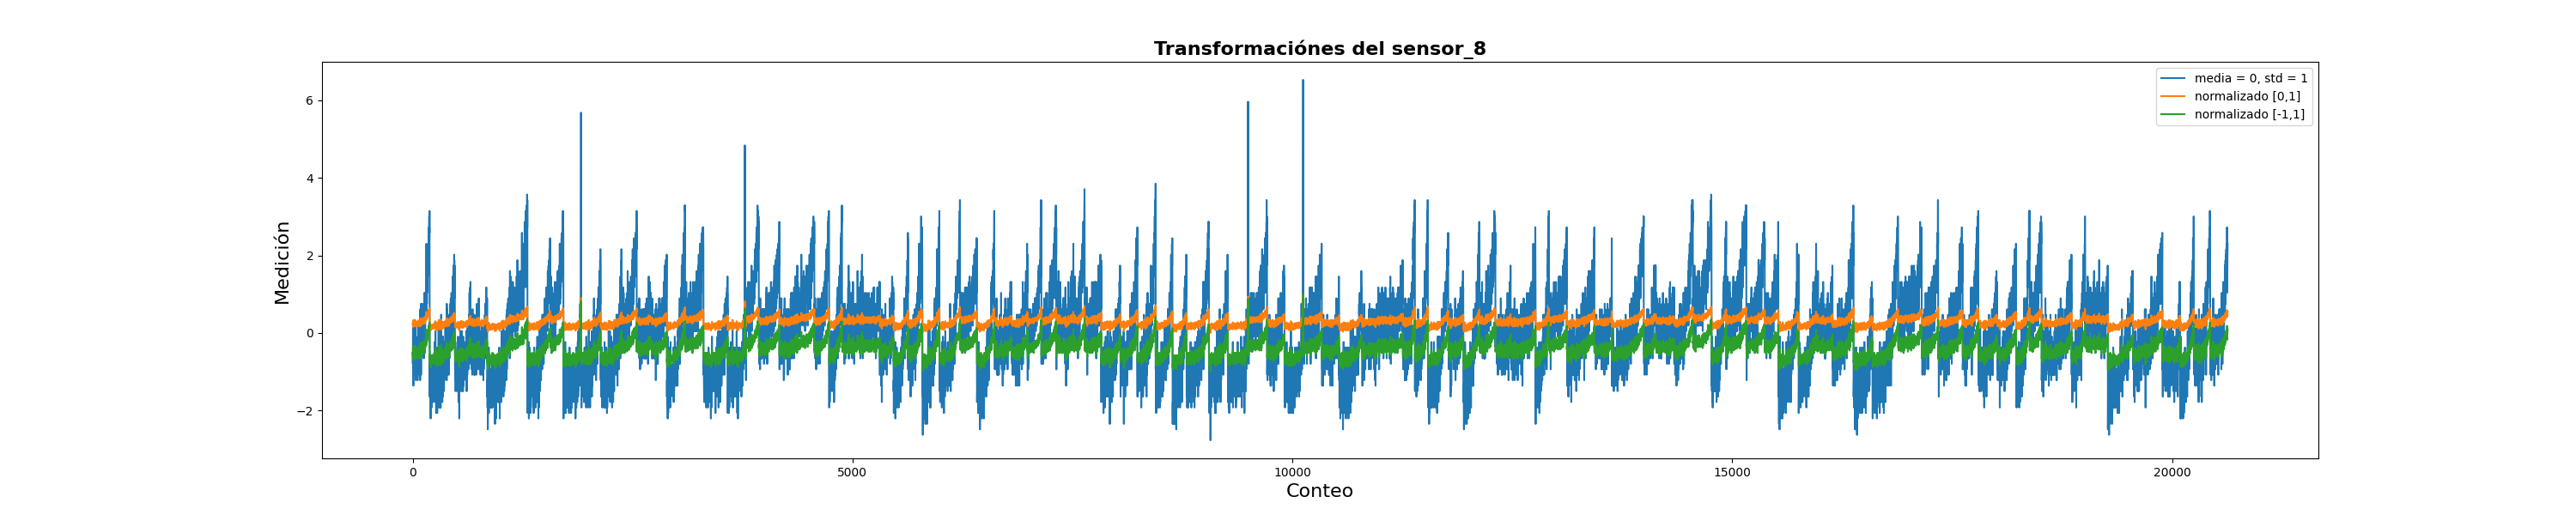 Transformaciónes del sensor_8
media = 0, std = 1
normalizado [0,1]
normalizado [-1,1]
Medición
6
4
2
0
−2
0
5000
10000
15000
20000
Conteo